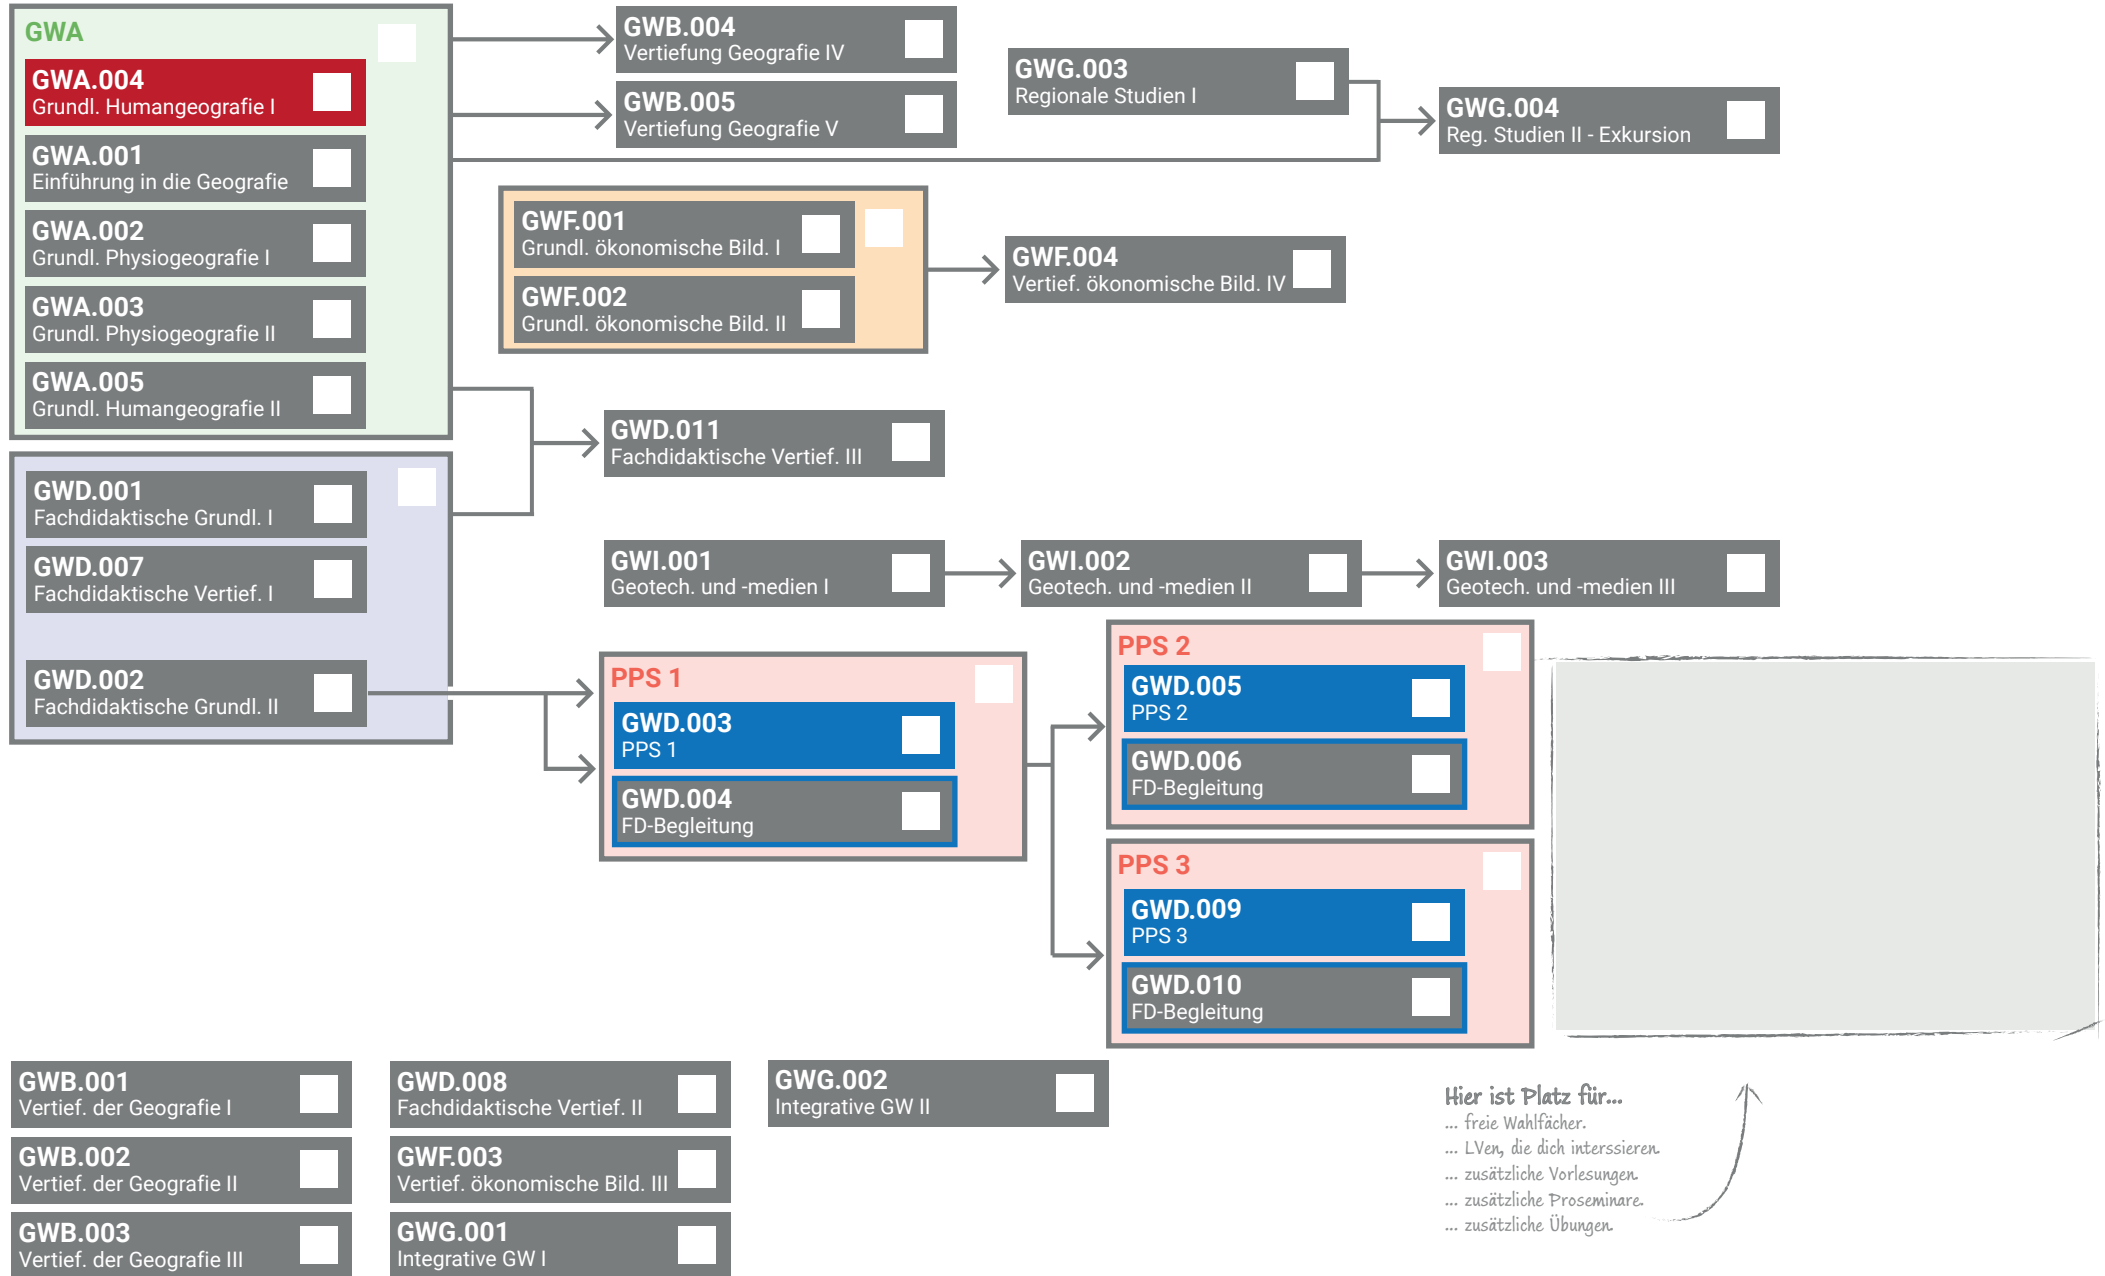 GWA
GWA.004
Grundl. Humangeografie I
GWA.001
Einführung in die Geografie
GWA.002
Grundl. Physiogeografie I
GWA.003
Grundl. Physiogeografie II
GWA.005
Grundl. Humangeografie II
GWB.004
Vertiefung Geografie IV
GWB.005
Vertiefung Geografie V
GWG.003
Regionale Studien I
GWG.004
Reg. Studien II - Exkursion
GWF.001
Grundl. ökonomische Bild. I
GWF.002
Grundl. ökonomische Bild. II
GWF.004
Vertief. ökonomische Bild. IV
GWD.011
Fachdidaktische Vertief. III
GWD.001
Fachdidaktische Grundl. I
GWD.007
Fachdidaktische Vertief. I
GWD.002
Fachdidaktische Grundl. II
GWI.001
Geotech. und -medien I
GWI.002
Geotech. und -medien II
GWI.003
Geotech. und -medien III
PPS 1
GWD.003
PPS 1
GWD.004
FD-Begleitung
PPS 2
GWD.005
PPS 2
GWD.006
FD-Begleitung
PPS 3
GWD.009
PPS 3
GWD.010
FD-Begleitung
GWB.001
Vertief. der Geografie I
GWB.002
Vertief. der Geografie II
GWB.003
Vertief. der Geografie III
GWD.008
Fachdidaktische Vertief. II
GWF.003
Vertief. ökonomische Bild. III
GWG.001
Integrative GW I
GWG.002
Integrative GW II
Hier ist Platz für...
... freie Wahlfächer.
... LVen, die dich interssieren.
... zusätzliche Vorlesungen.
... zusätzliche Proseminare.
... zusätzliche Übungen.